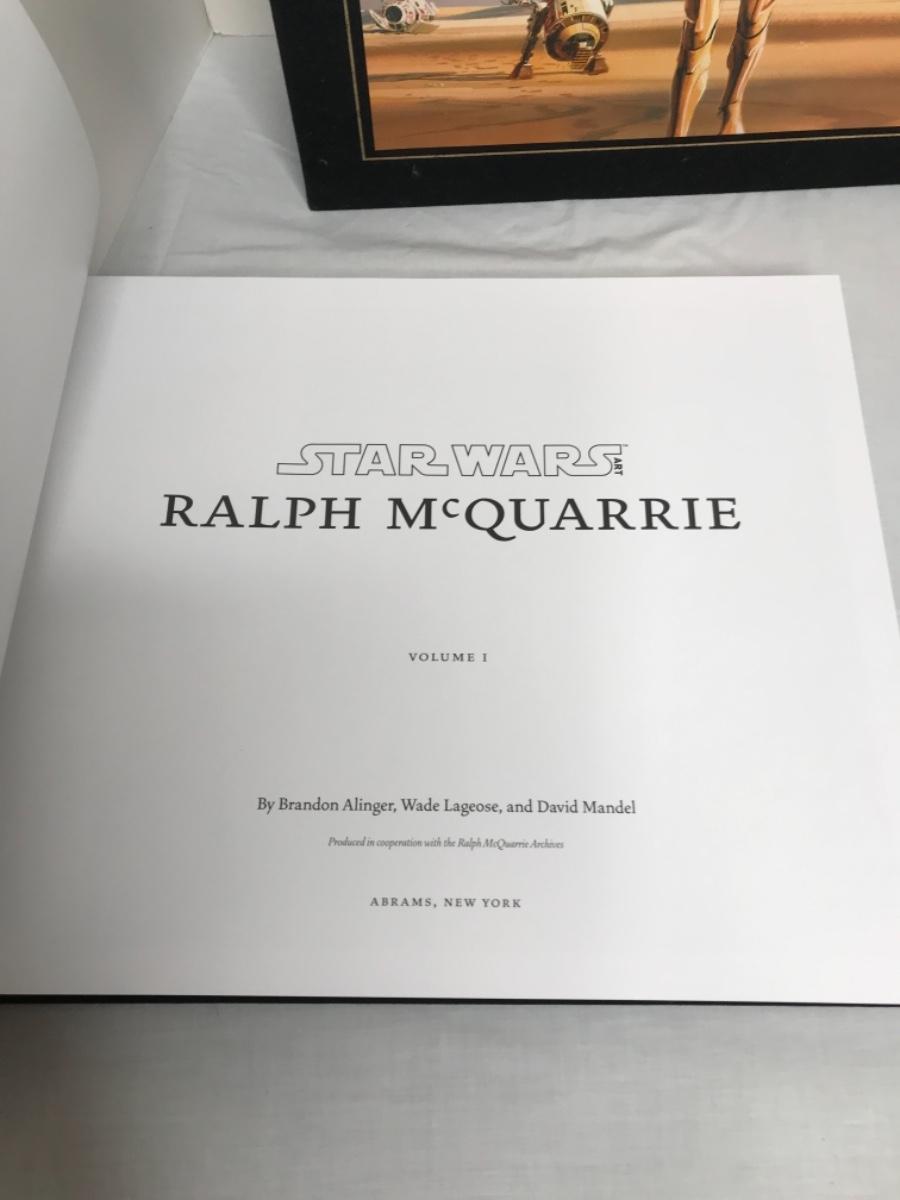 STAR WARS™ ART
RALPH McQUARRIE
VOLUME I
By Brandon Alinger, Wade Lageose, and David Mandel
Produced in cooperation with the Ralph McQuarrie Archives
ABRAMS, NEW YORK